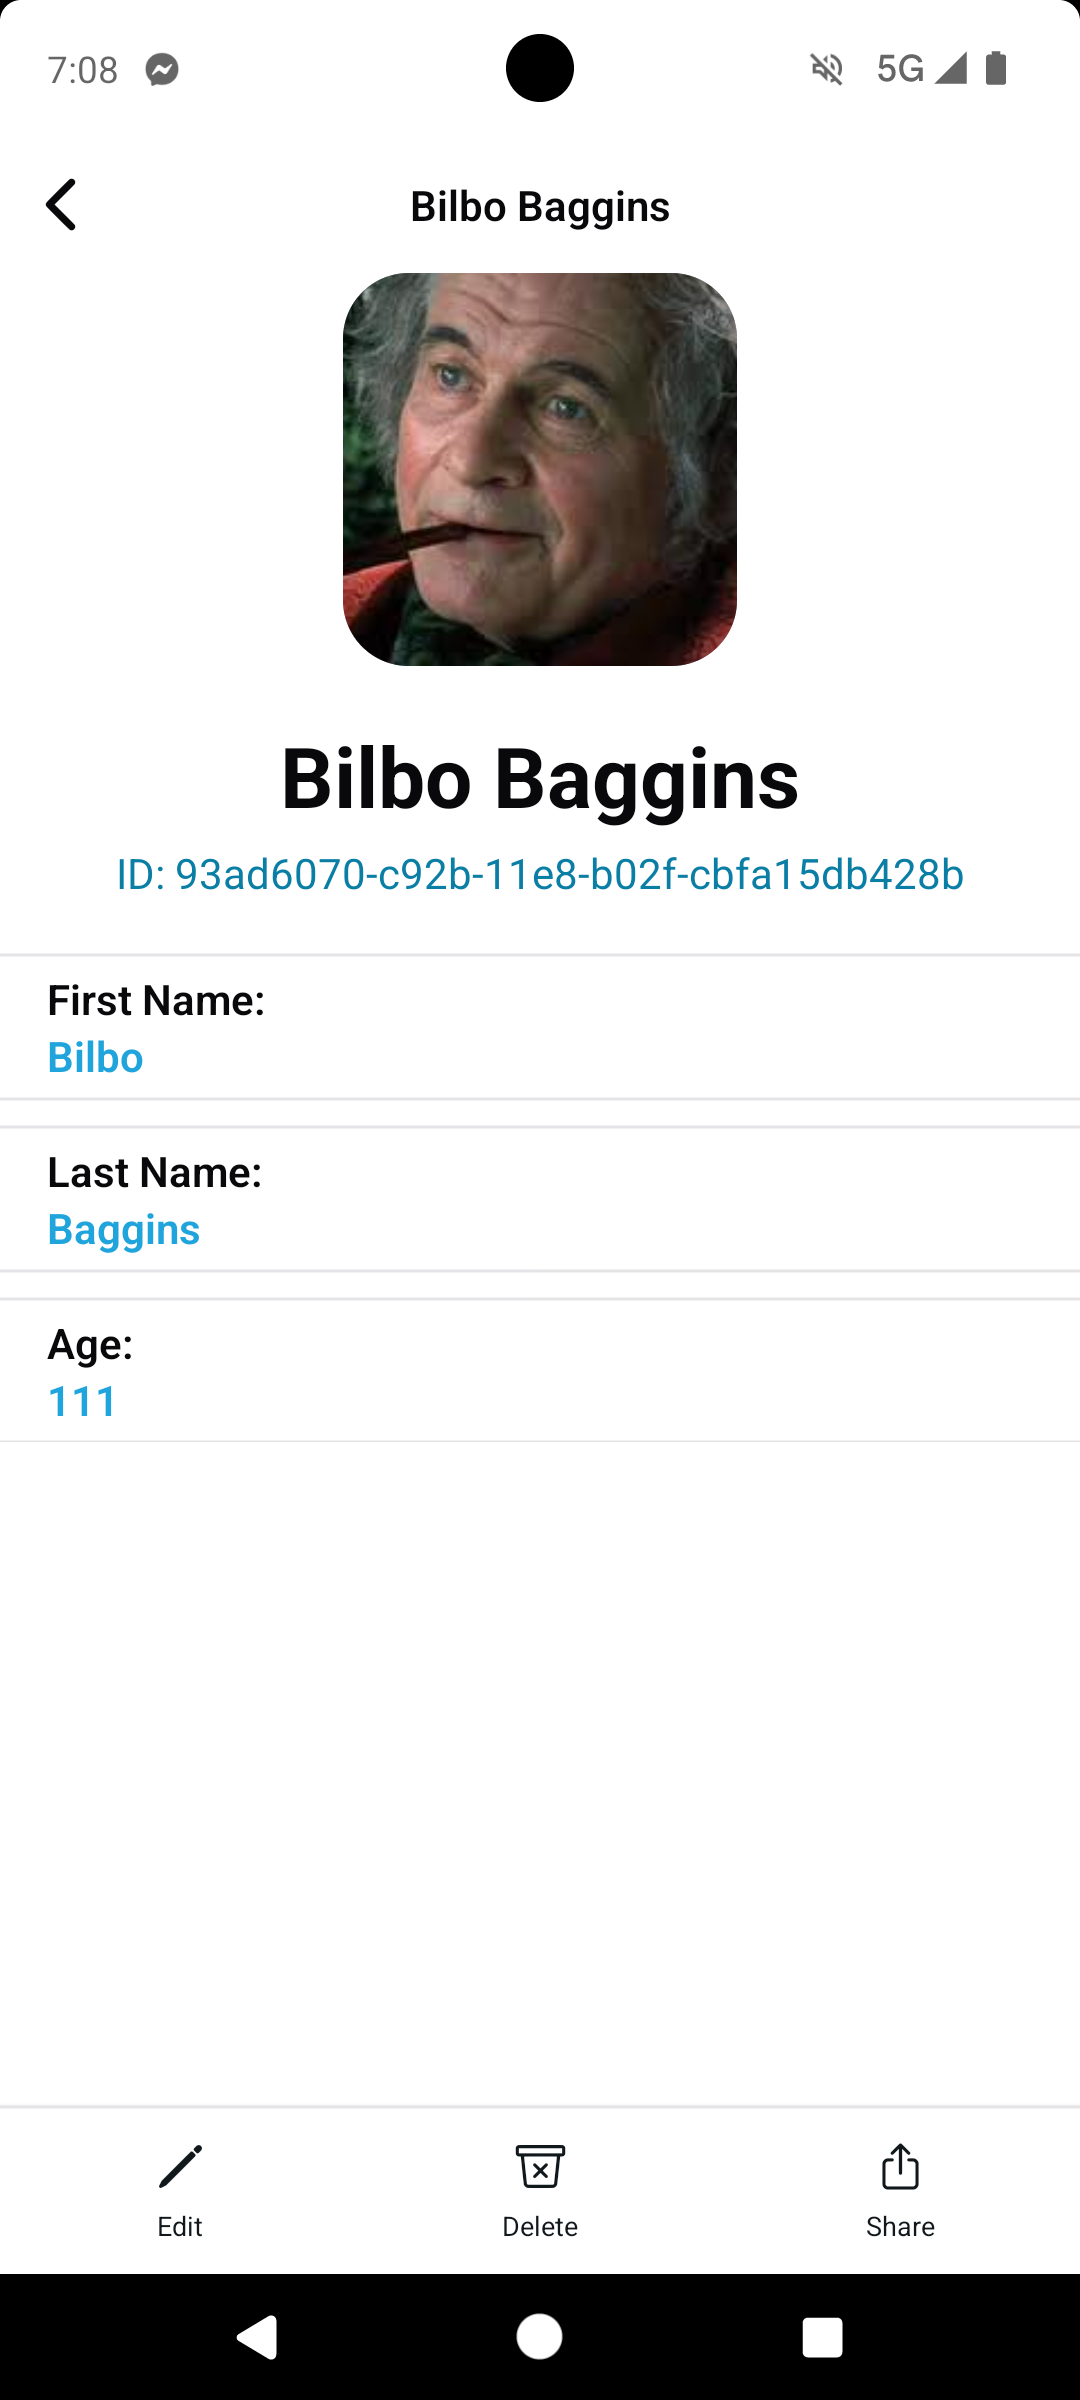 7:08
5G
Bilbo Baggins
Bilbo Baggins
ID: 93ad6070-c92b-11e8-b02f-cbfa15db428b
First Name:
Bilbo
Last Name:
Baggins
Age:
111
Edit
Delete
Share